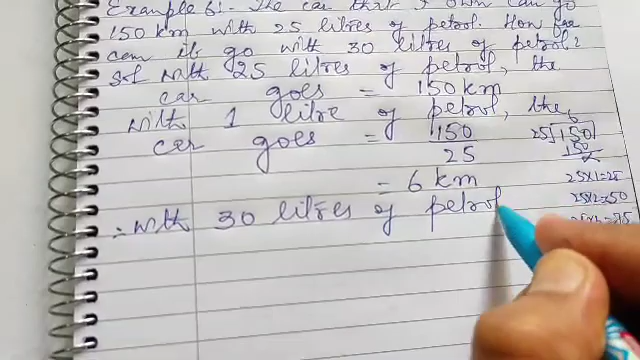 Example 6:- The car that I own can go
150 km with 25 litres of petrol. How far
can it go with 30 litres of petrol?
Sol with 25 litres of petrol, the
car goes = 150 km
with 1 litre of petrol, the
car goes = 150/25
6
25)150
150
= 6 km
25×1=25
25×2=50
∴ with 30 litres of petrol